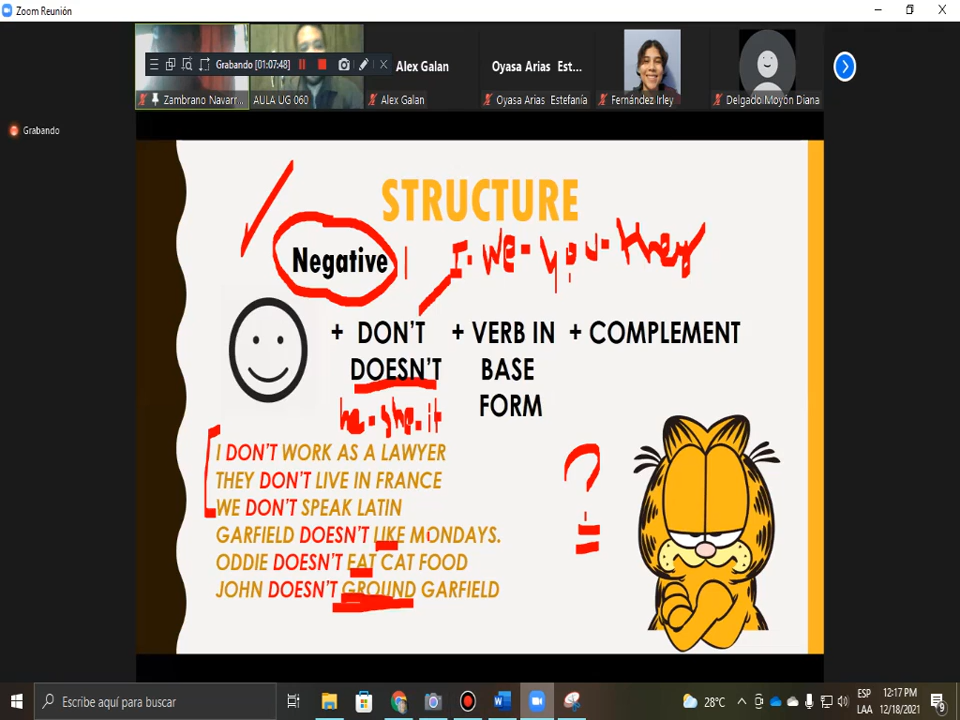 Zoom Reunión
Grabando (01:07:48)
Alex Galan
Oyasa Arias Est...
Zambrano Navarr...
AULA UG 060
Alex Galan
Oyasa Arias Estefanía
Fernández Irley
Delgado Moyón Diana
Grabando
STRUCTURE
Negative
I - we - you - they
+ DON'T + VERB IN + COMPLEMENT
DOESN'T BASE
FORM
he - she - it
I DON'T WORK AS A LAWYER
THEY DON'T LIVE IN FRANCE
WE DON'T SPEAK LATIN
GARFIELD DOESN'T LIKE MONDAYS.
ODDIE DOESN'T EAT CAT FOOD
JOHN DOESN'T GROUND GARFIELD
?
Escribe aquí para buscar
28°C
ESP
LAA
12:17 PM
12/18/2021
9